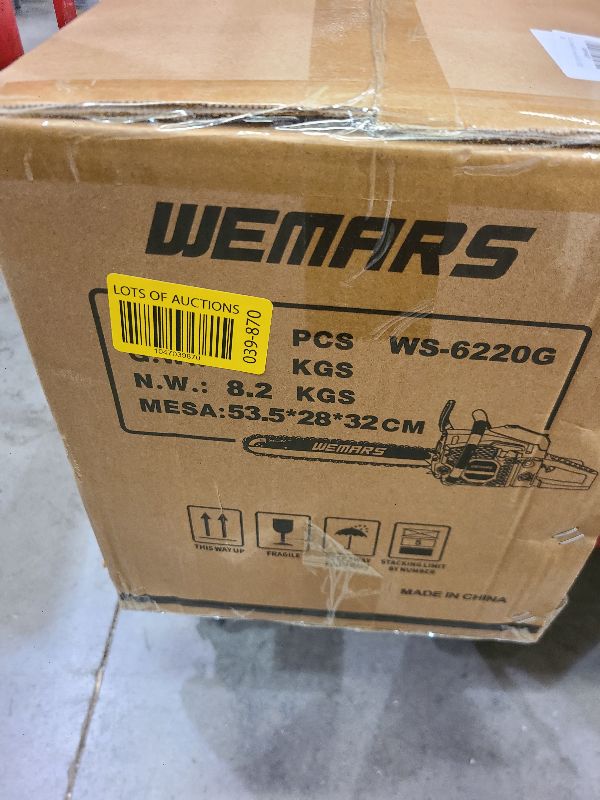 WEMARS
LOTS OF AUCTIONS
1047039870
039-870
PCS WS-6220G
G.W.: KGS
N.W.: 8.2 KGS
MESA:53.5*28*32CM
WEMARS
THIS WAY UP
FRAGILE
STACKING LIMIT
BY NUMBER
MADE IN CHINA